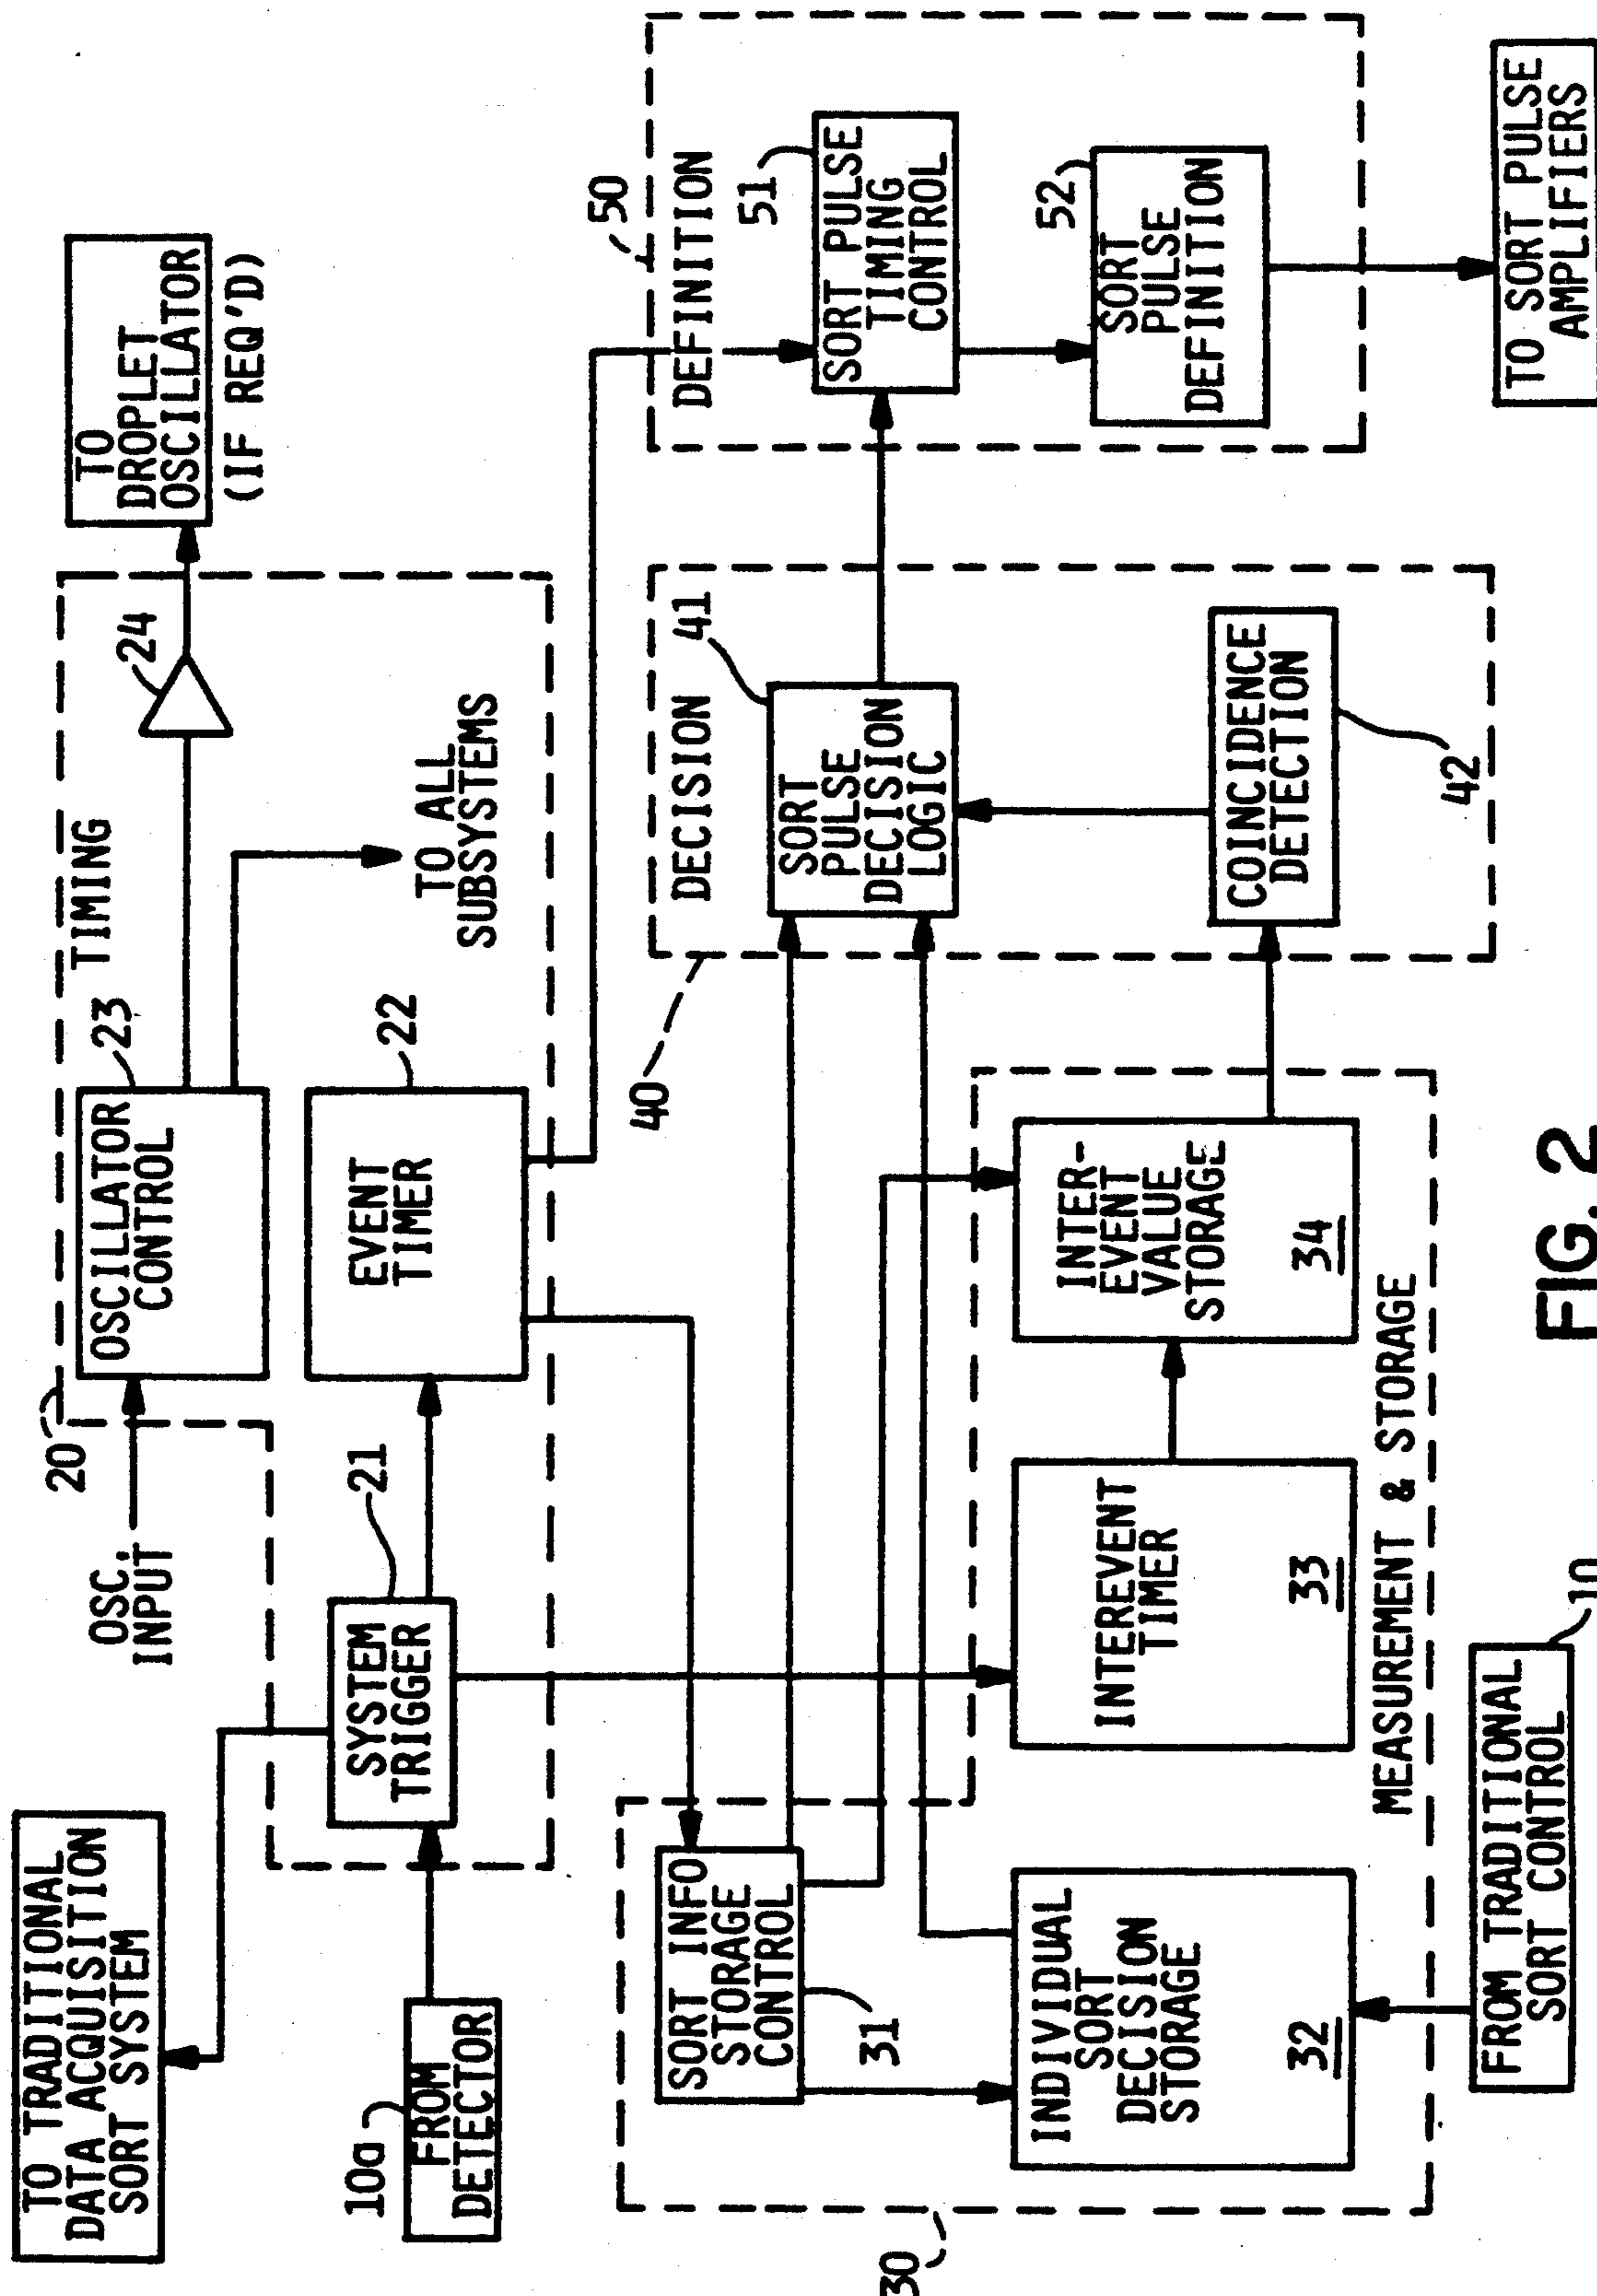 TO TRADITIONAL
DATA ACQUISITION
SORT SYSTEM
10a
FROM
DETECTOR
OSC.
INPUT
20
TIMING
OSCILLATOR
CONTROL
23
24
TO
DROPLET
OSCILLATOR
(IF REQ'D)
TO ALL
SUBSYSTEMS
SYSTEM
TRIGGER
21
EVENT
TIMER
22
30
SORT INFO
STORAGE
CONTROL
31
INDIVIDUAL
SORT
DECISION
STORAGE
32
INTEREVENT
TIMER
33
INTER-
EVENT
VALUE
STORAGE
34
MEASUREMENT & STORAGE
FROM TRADITIONAL
SORT CONTROL
10
40
DECISION
41
SORT
PULSE
DECISION
LOGIC
COINCIDENCE
DETECTION
42
50
DEFINITION
51
SORT PULSE
TIMING
CONTROL
52
SORT
PULSE
DEFINITION
TO SORT PULSE
AMPLIFIERS
FIG. 2